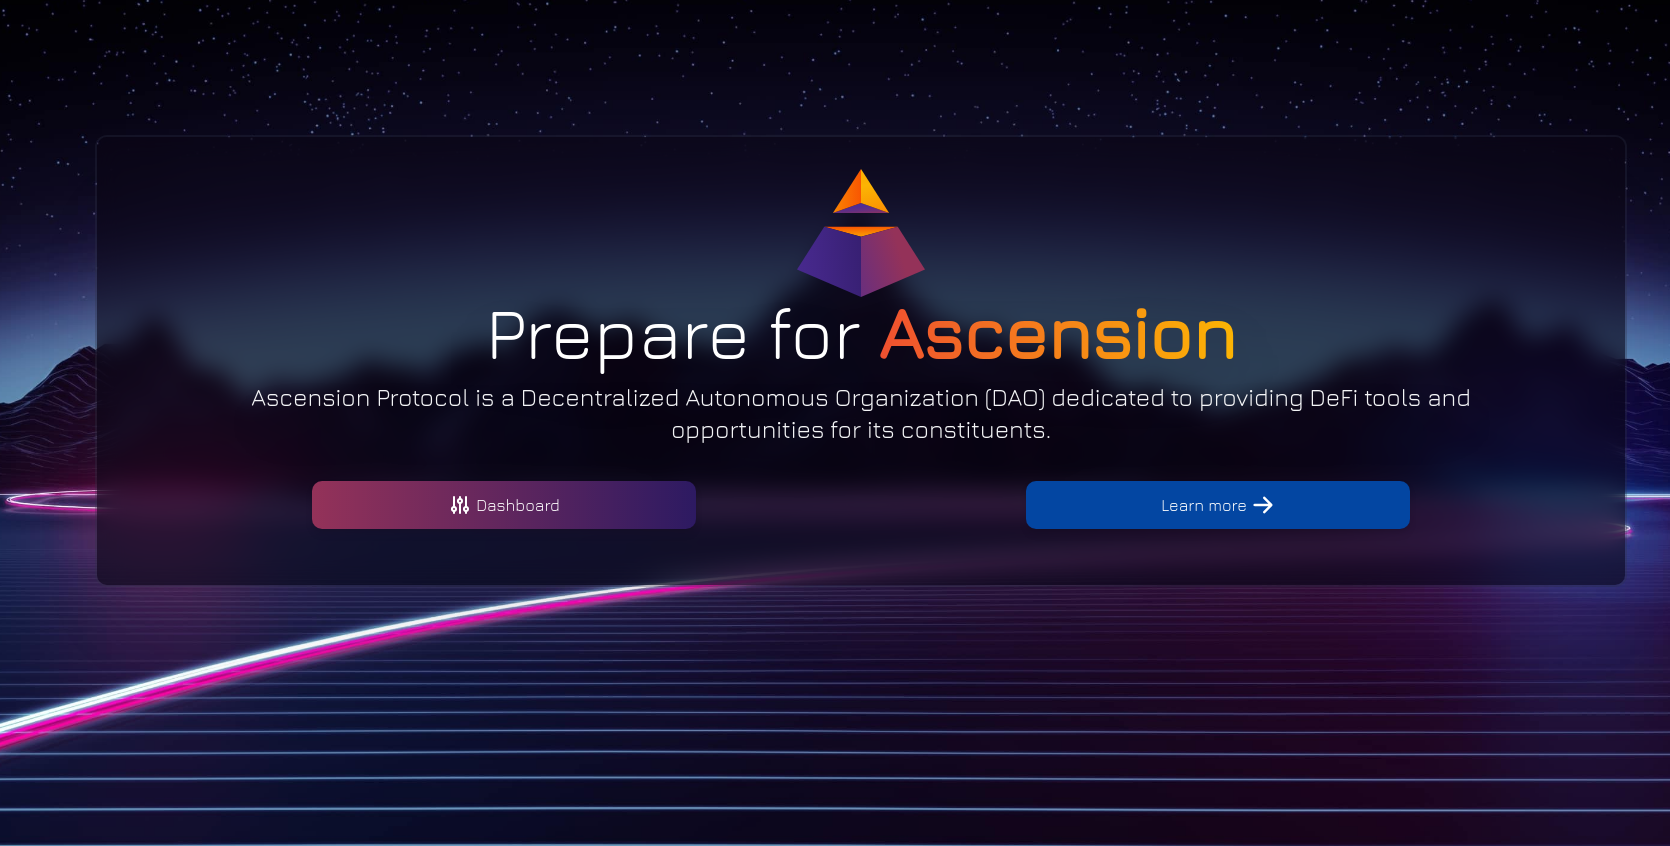 Prepare for Ascension
Ascension Protocol is a Decentralized Autonomous Organization (DAO) dedicated to providing DeFi tools and
opportunities for its constituents.
Dashboard
Learn more